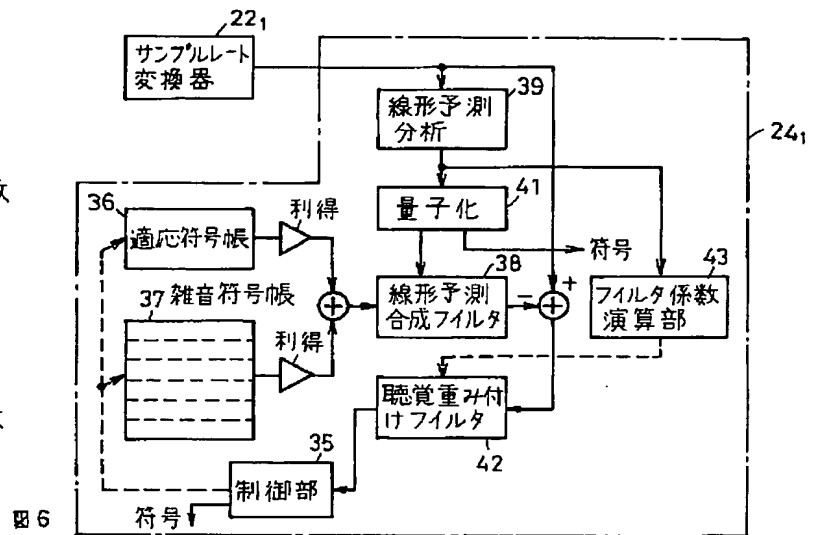 22₁
サンプルレート
変換器
39
線形予測
分析
24₁
41
量子化
符号
36
利得
適応符号帳
38
線形予測
合成フィルタ
−
+
43
フィルタ係数
演算部
37 雑音符号帳
利得
聴覚重み付
けフィルタ
42
35
制御部
符号
図6